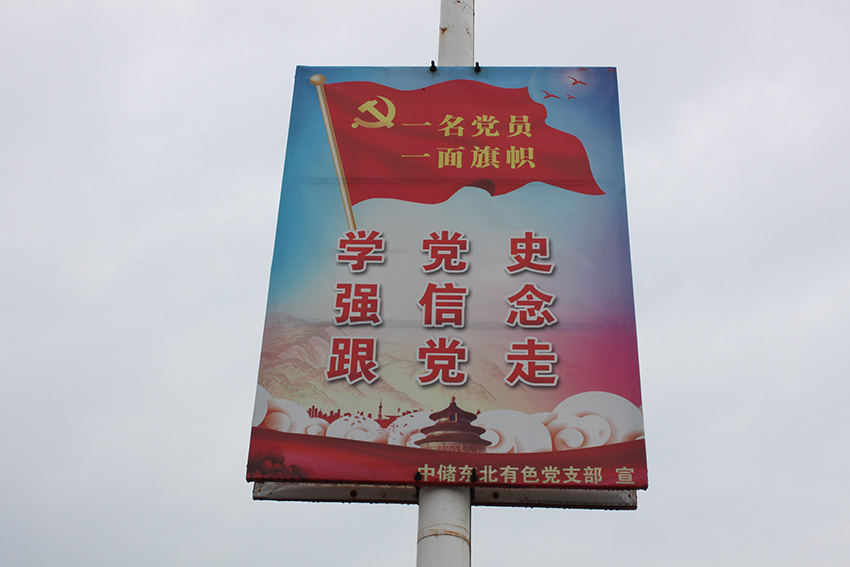 一名党员
一面旗帜
学党史
强信念
跟党走
中储东北有色党支部 宣